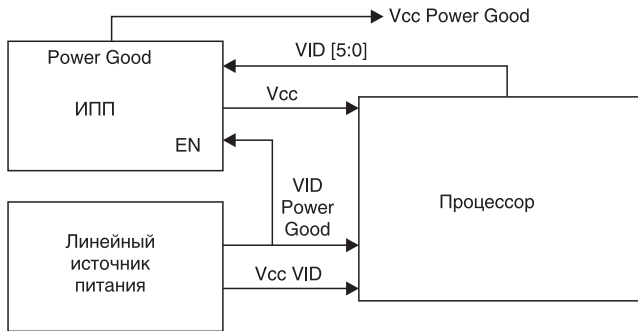 Vcc Power Good
Power Good
VID [5:0]
ИПП
Vcc
EN
VID
Power
Good
Процессор
Линейный
источник
питания
Vcc VID